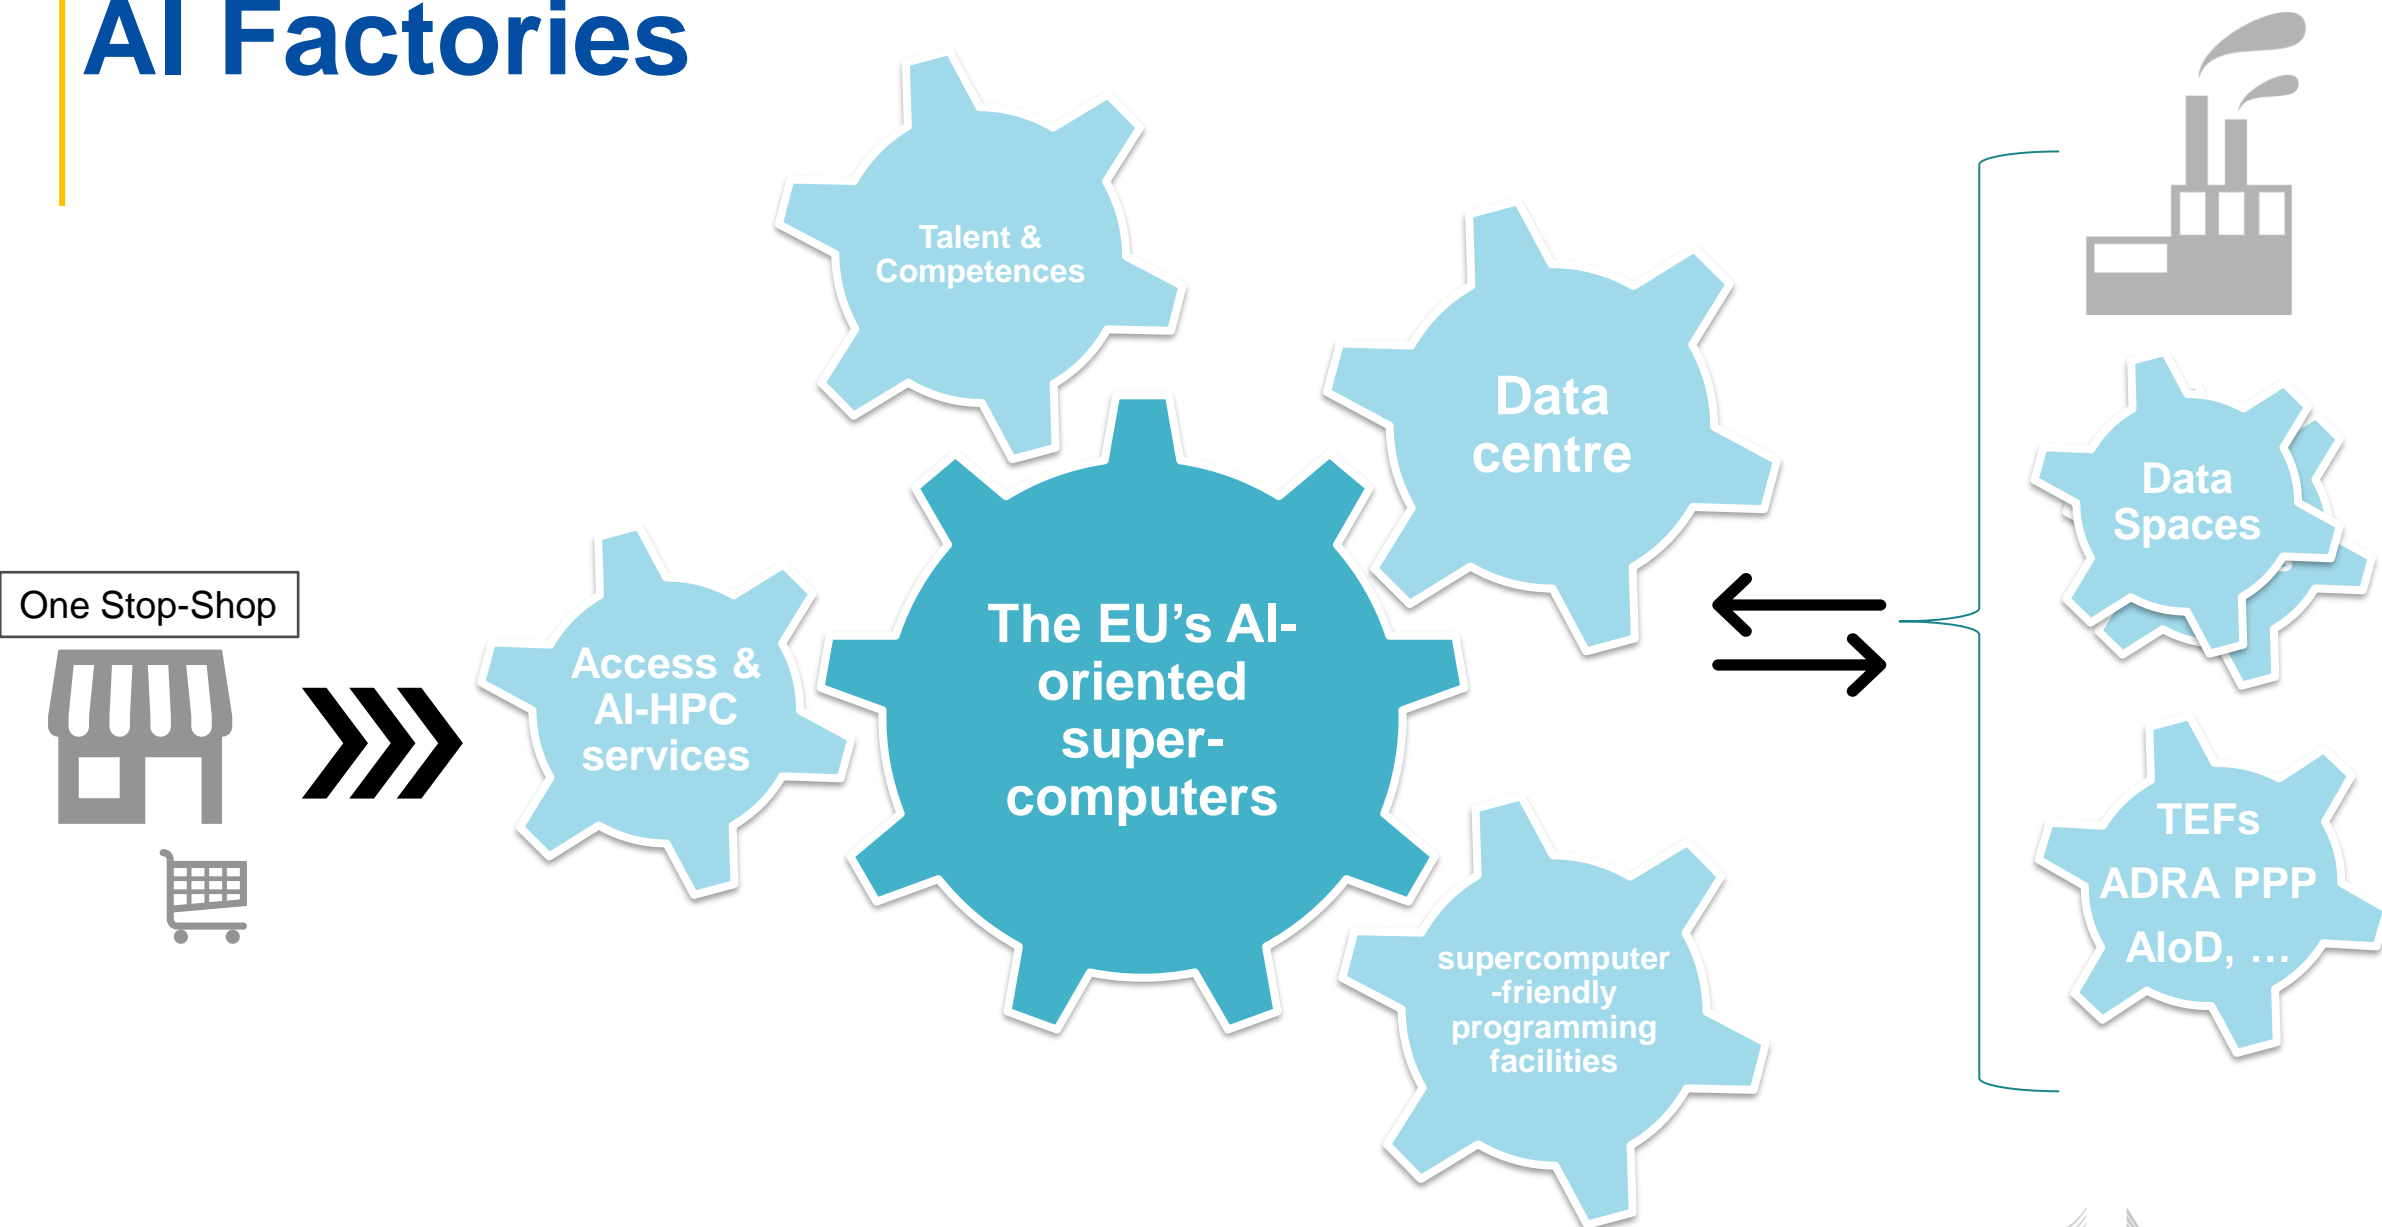 AI Factories
Talent &
Competences
Data
centre
Data
Spaces
One Stop-Shop
Access &
AI-HPC
services
The EU’s AI-
oriented
super-
computers
TEFs
ADRA PPP
AIoD, …
supercomputer
-friendly
programming
facilities